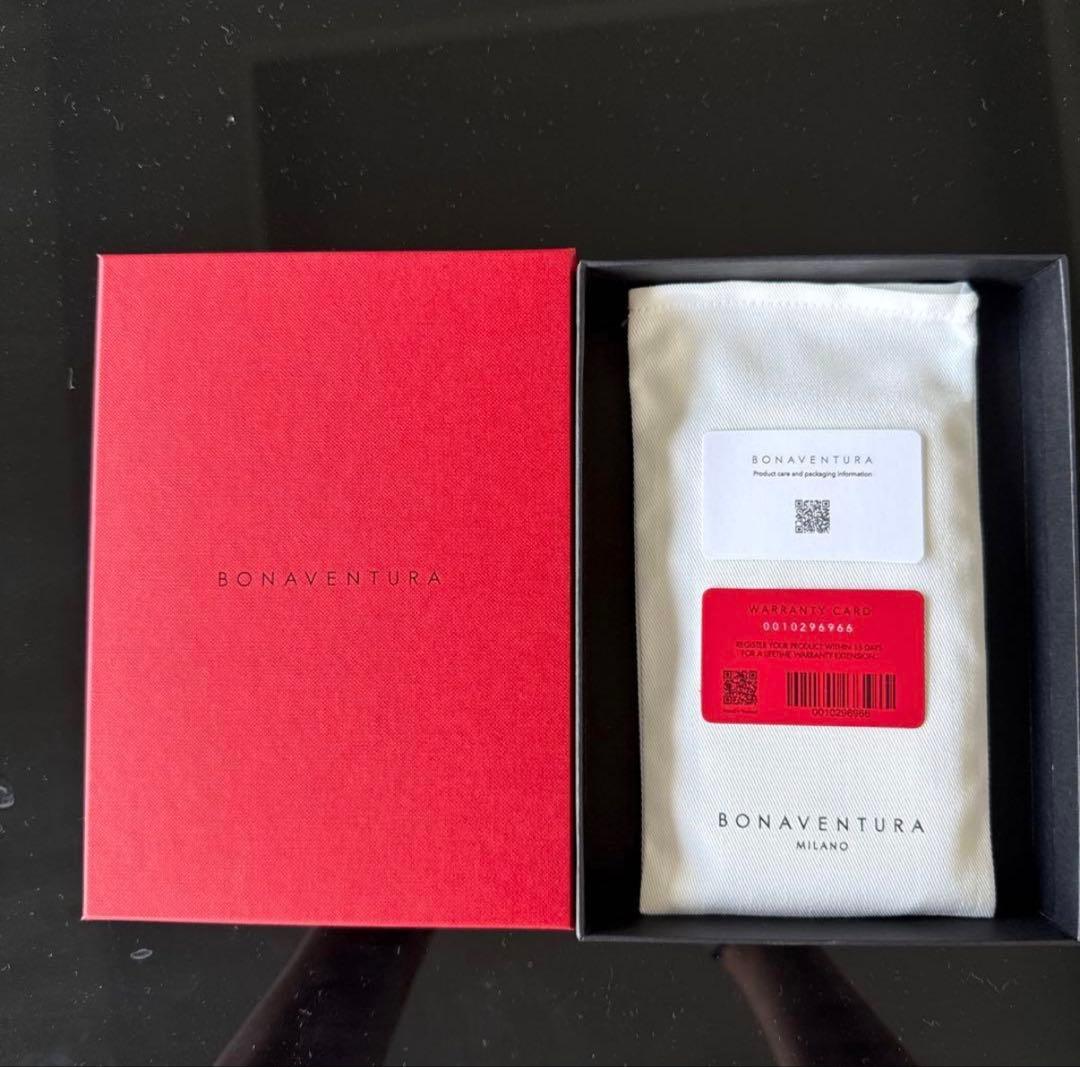 BONAVENTURA
BONAVENTURA
Product care and packaging information
WARRANTY CARD
0010296966
REGISTER YOUR PRODUCT WITHIN 15 DAYS
FOR A LIFETIME WARRANTY EXTENSION.
0010296966
BONAVENTURA
MILANO